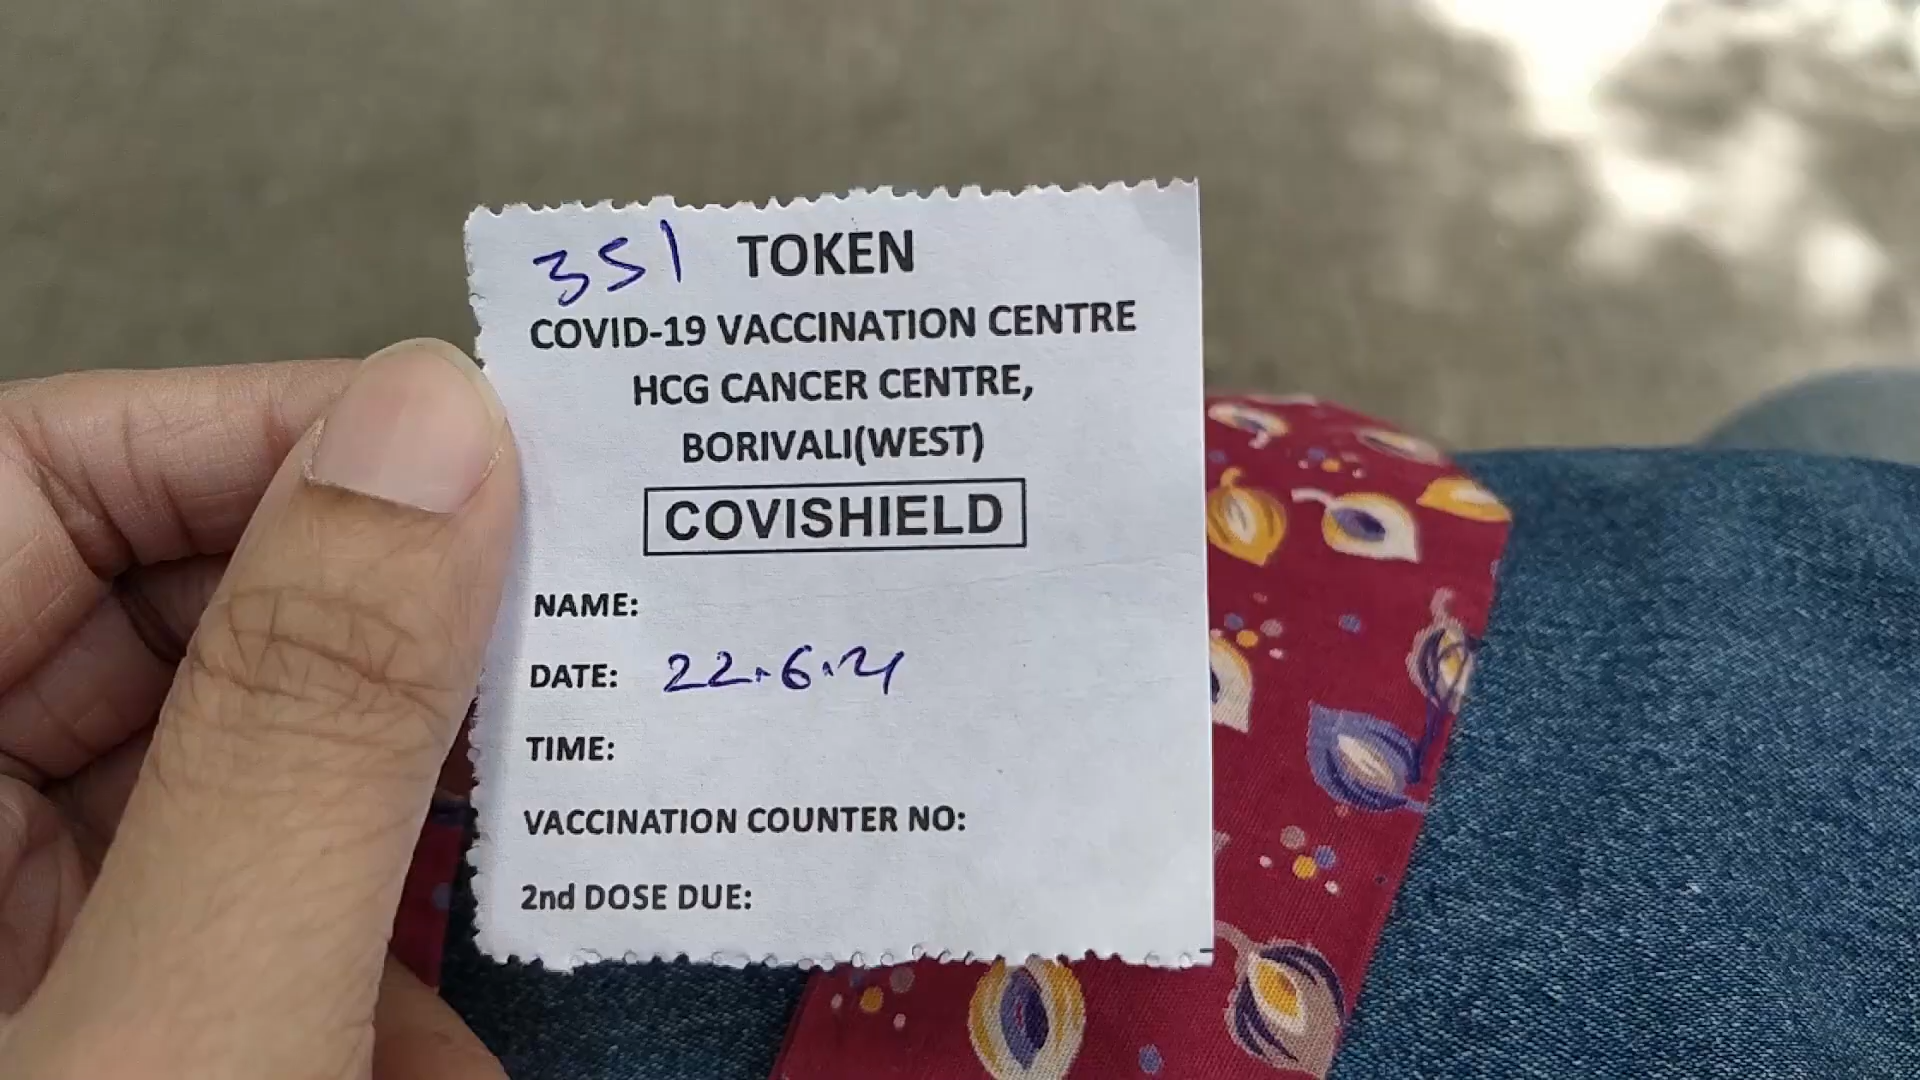 351 TOKEN
COVID-19 VACCINATION CENTRE
HCG CANCER CENTRE,
BORIVALI(WEST)
COVISHIELD
NAME:
DATE: 22.6.21
TIME:
VACCINATION COUNTER NO:
2nd DOSE DUE: